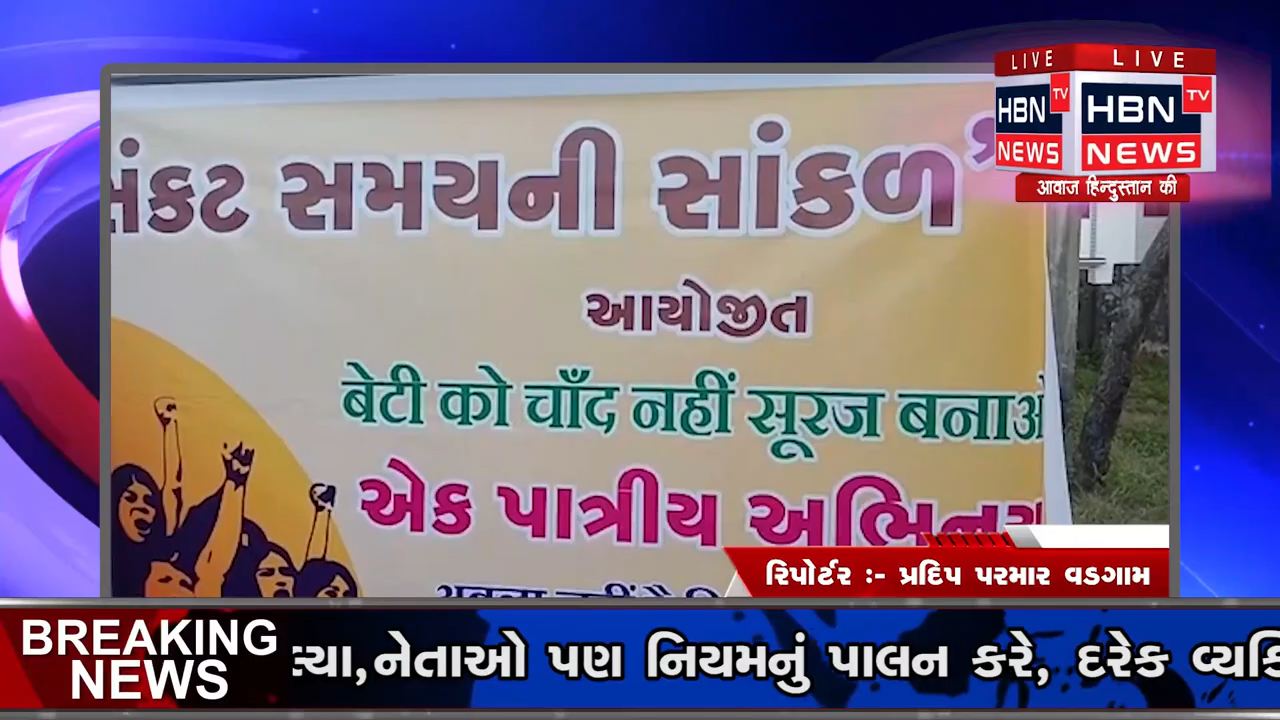 LIVE LIVE
HBN TV HBN TV
NEWS NEWS
आवाज हिन्दुस्तान की
સંકટ સમયની સાંકળ
આયોજીત
बेटी को चाँद नहीं सूरज बनाओ
એક પાત્રીય અભિનય
રિપોર્ટર :- પ્રદિપ પરમાર વડગામ
BREAKING
NEWS
નેતાઓ પણ નિયમનું પાલન કરે, દરેક